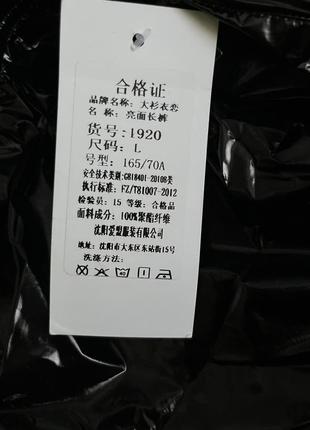 合格证
品牌名称: 大衫衣恋
名 称: 亮面长裤
货号: 1920
尺码: L
号型: 165/70A
安全技术类别:GB18401-2010B类
执行标准: FZ/T81007-2012
检验员: 15 等级: 合格品
面料成分: 100%聚酯纤维
沈阳爱盟服装有限公司
地址: 沈阳市大东区东站街15号
洗涤方法: